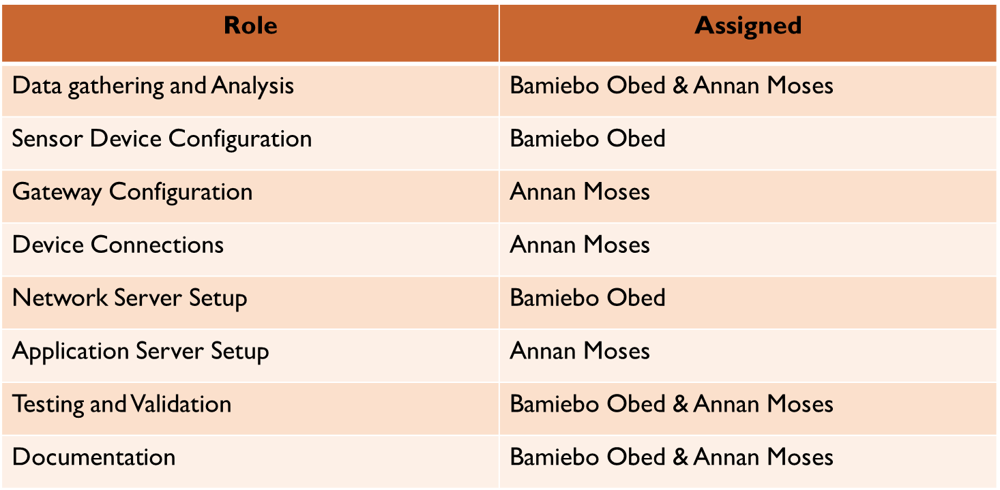 Role Assigned
Data gathering and Analysis Bamiebo Obed & Annan Moses
Sensor Device Configuration Bamiebo Obed
Gateway Configuration Annan Moses
Device Connections Annan Moses
Network Server Setup Bamiebo Obed
Application Server Setup Annan Moses
Testing and Validation Bamiebo Obed & Annan Moses
Documentation Bamiebo Obed & Annan Moses